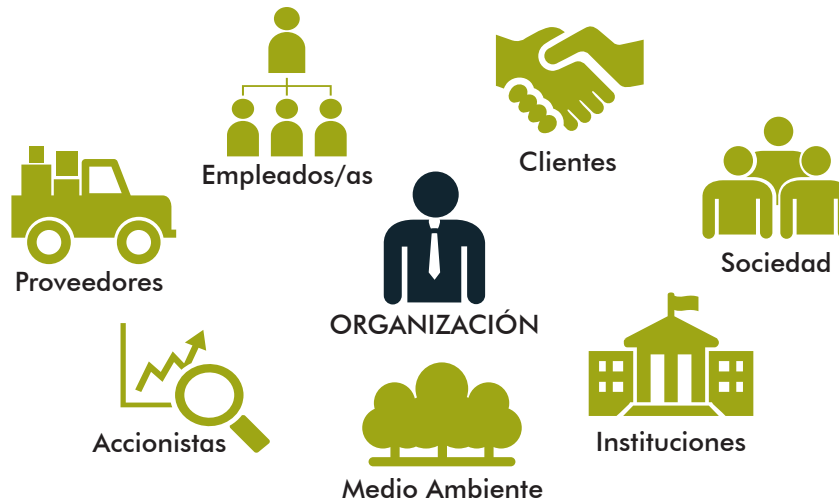 Clientes
Empleados/as
Sociedad
Proveedores
ORGANIZACIÓN
Accionistas
Instituciones
Medio Ambiente